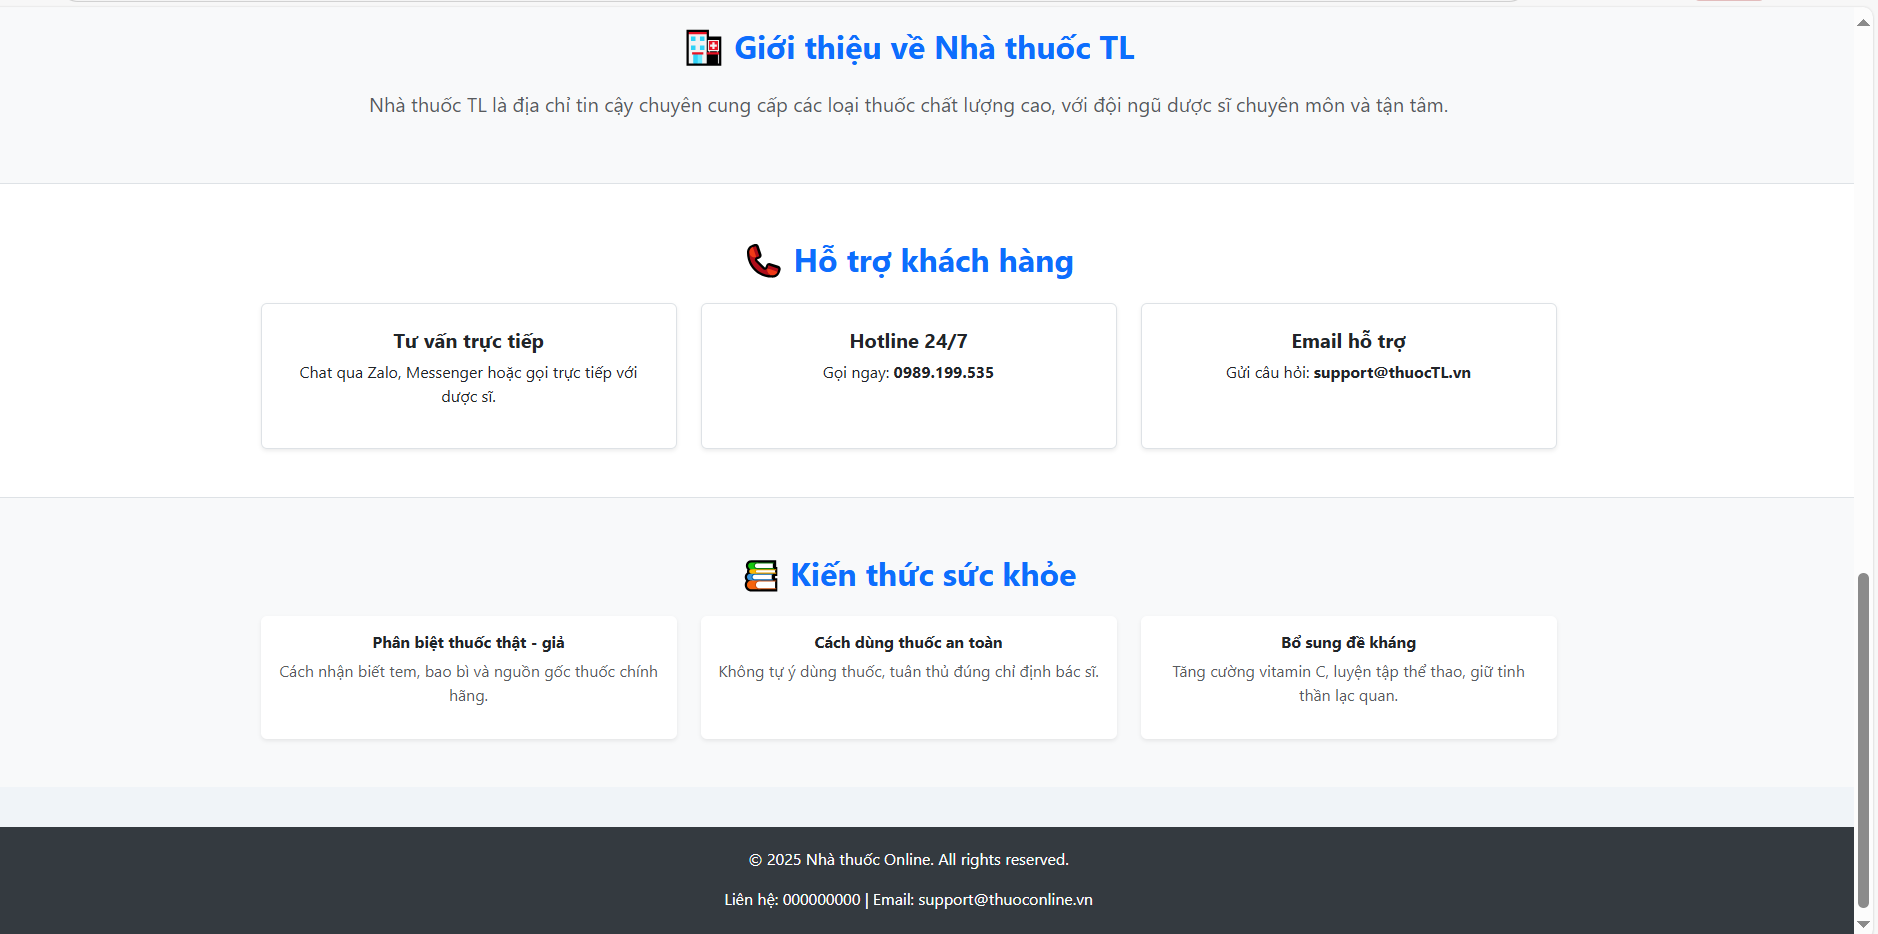 Giới thiệu về Nhà thuốc TL
Nhà thuốc TL là địa chỉ tin cậy chuyên cung cấp các loại thuốc chất lượng cao, với đội ngũ dược sĩ chuyên môn và tận tâm.
Hỗ trợ khách hàng
Tư vấn trực tiếp
Chat qua Zalo, Messenger hoặc gọi trực tiếp với
dược sĩ.
Hotline 24/7
Gọi ngay: 0989.199.535
Email hỗ trợ
Gửi câu hỏi: support@thuocTL.vn
Kiến thức sức khỏe
Phân biệt thuốc thật - giả
Cách nhận biết tem, bao bì và nguồn gốc thuốc chính
hãng.
Cách dùng thuốc an toàn
Không tự ý dùng thuốc, tuân thủ đúng chỉ định bác sĩ.
Bổ sung đề kháng
Tăng cường vitamin C, luyện tập thể thao, giữ tinh
thần lạc quan.
© 2025 Nhà thuốc Online. All rights reserved.
Liên hệ: 000000000 | Email: support@thuoconline.vn